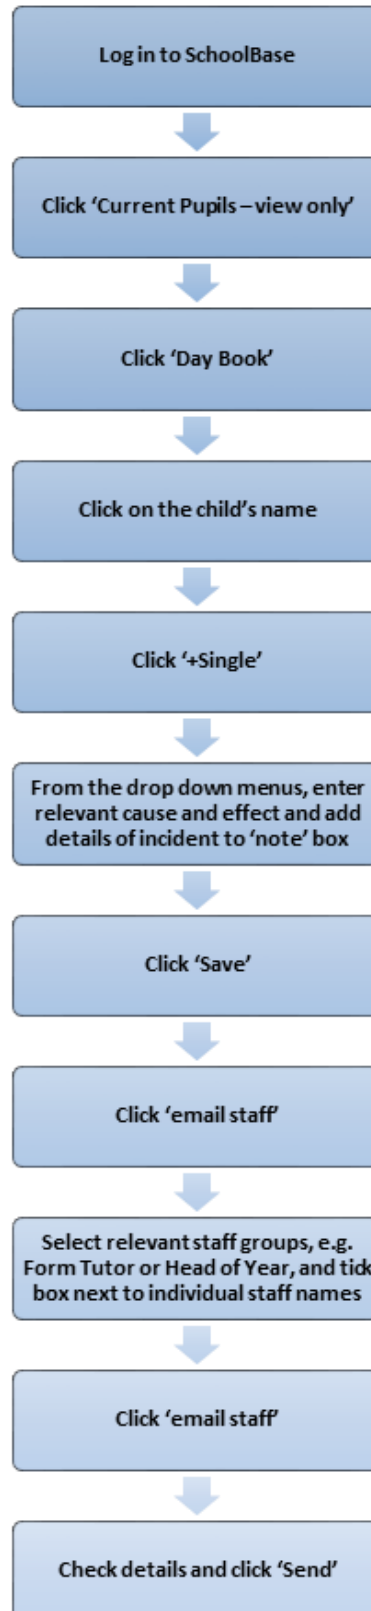 Log in to SchoolBase
Click ‘Current Pupils – view only’
Click ‘Day Book’
Click on the child’s name
Click ‘+Single’
From the drop down menus, enter
relevant cause and effect and add
details of incident to ‘note’ box
Click ‘Save’
Click ‘email staff’
Select relevant staff groups, e.g.
Form Tutor or Head of Year, and tick
box next to individual staff names
Click ‘email staff’
Check details and click ‘Send’